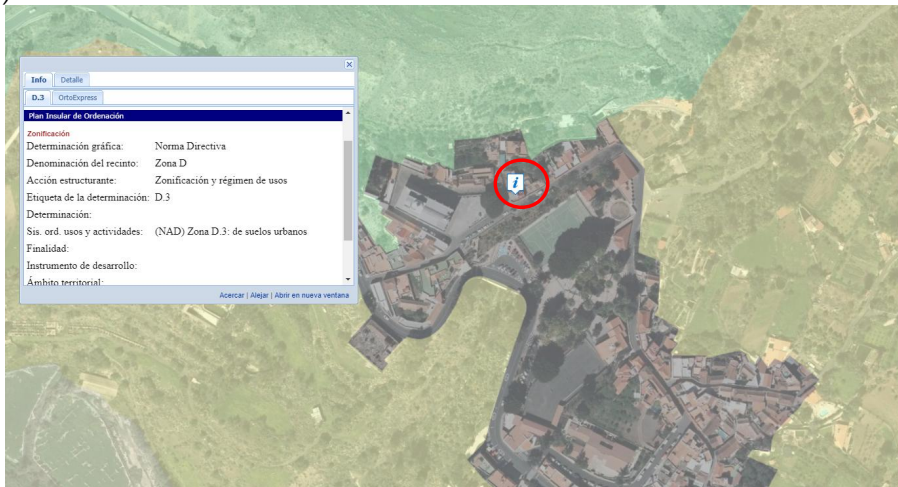 )
Info Detalle
D.3 OrtoExpress
Plan Insular de Ordenación
Zonificación
Determinación gráfica: Norma Directiva
Denominación del recinto: Zona D
Acción estructurante: Zonificación y régimen de usos
Etiqueta de la determinación: D.3
Determinación:
Sis. ord. usos y actividades: (NAD) Zona D.3: de suelos urbanos
Finalidad:
Instrumento de desarrollo:
Ámbito territorial:
Acercar | Alejar | Abrir en nueva ventana
i